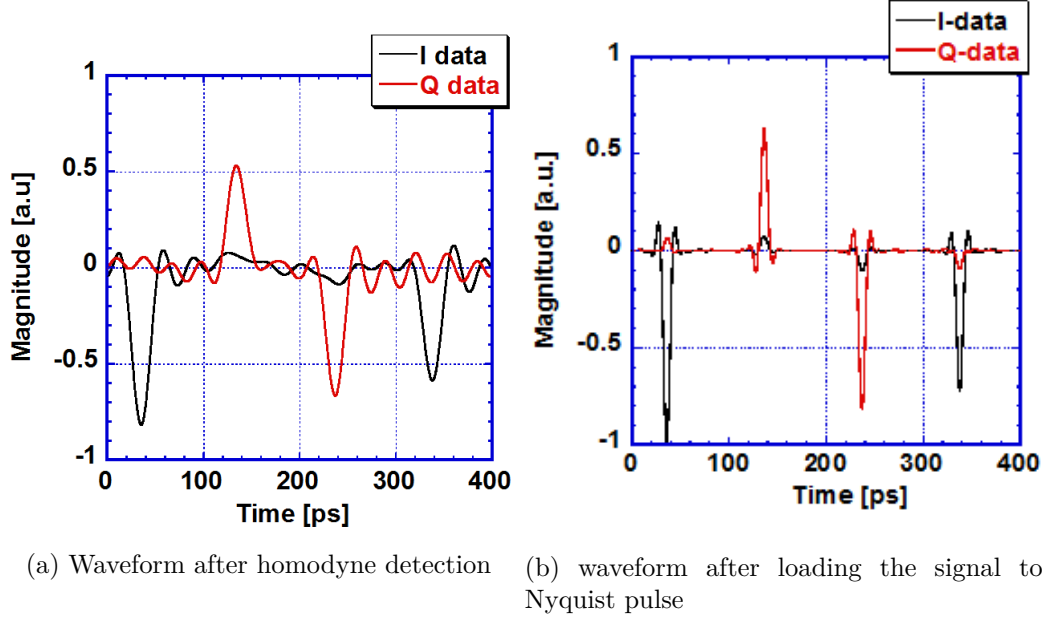 I data
Q data
1
0.5
0
-0.5
-1
0
100
200
300
400
Magnitude [a.u]
Time [ps]
(a) Waveform after homodyne detection
I-data
Q-data
1
0.5
0
-0.5
-1
0
100
200
300
400
Magnitude [a.u.]
Time [ps]
(b) waveform after loading the signal to
Nyquist pulse